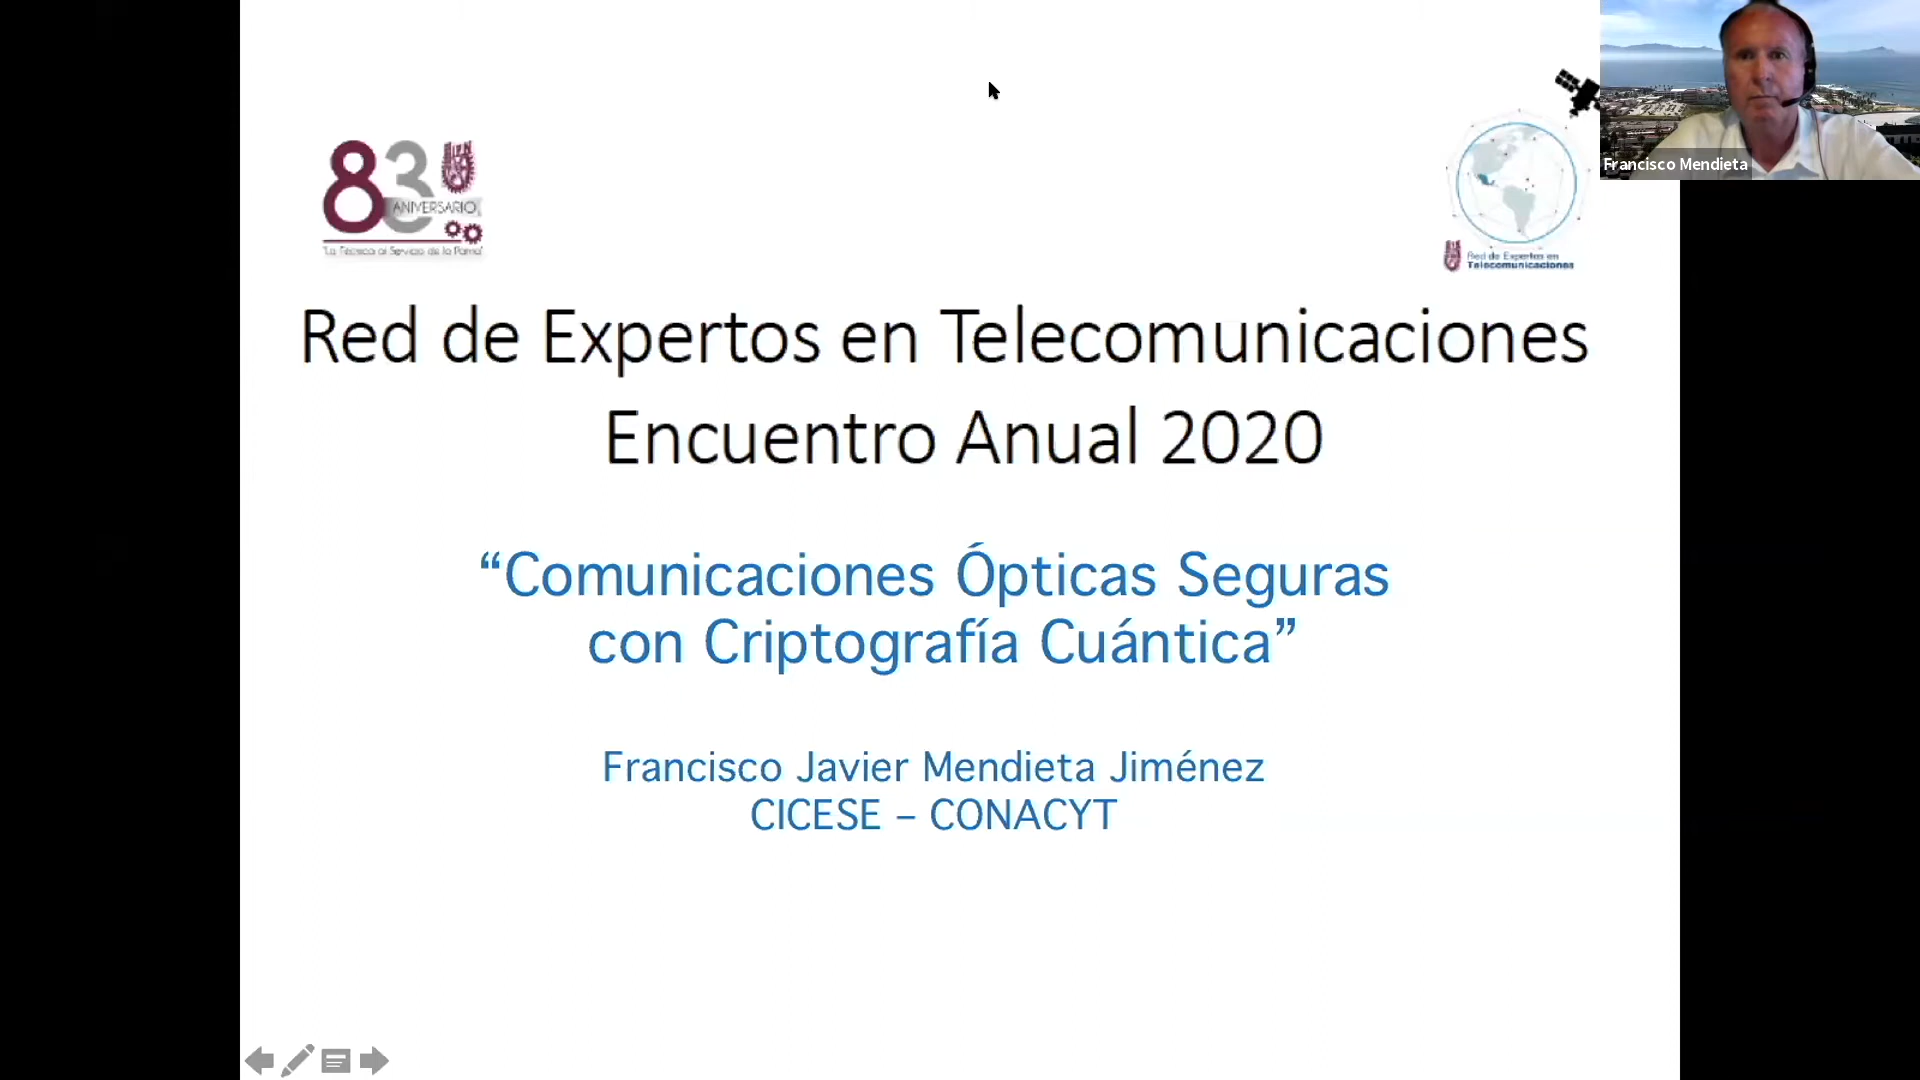 Francisco Mendieta
83
IPN
ANIVERSARIO
"La Técnica al Servicio de la Patria"
Red de Expertos en
Telecomunicaciones
Red de Expertos en Telecomunicaciones
Encuentro Anual 2020
“Comunicaciones Ópticas Seguras
con Criptografía Cuántica”
Francisco Javier Mendieta Jiménez
CICESE – CONACYT